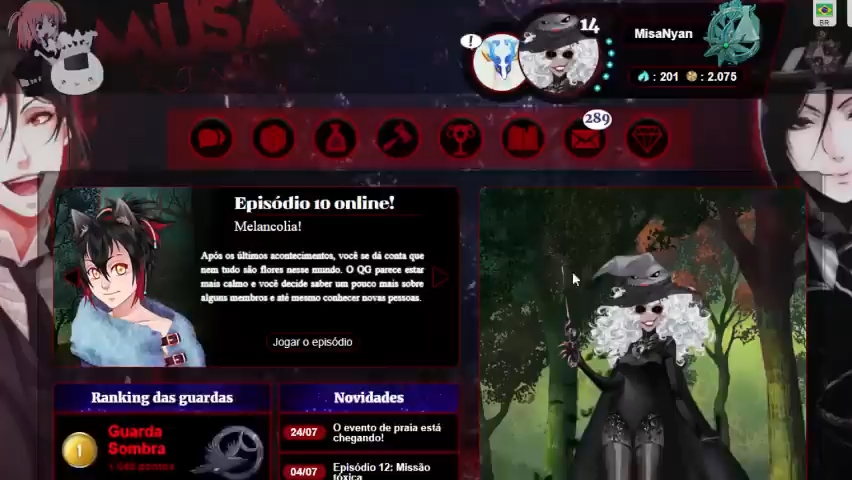 MUSA
14
MisaNyan
BR
!
: 201 : 2.075
289
Episódio 10 online!
Melancolia!
Após os últimos acontecimentos, você se dá conta que
nem tudo são flores nesse mundo. O QG parece estar
mais calmo e você decide saber um pouco mais sobre
alguns membros e até mesmo conhecer novas pessoas.
Jogar o episódio
Ranking das guardas
1
Guarda
Sombra
Novidades
24/07
O evento de praia está
chegando!
04/07
Episódio 12: Missão
tóxica